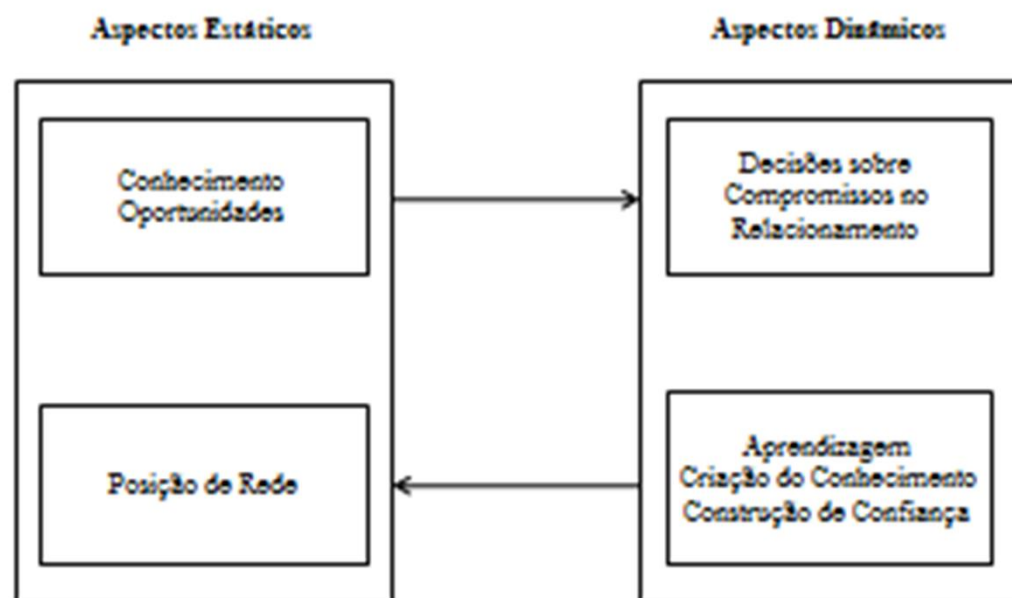 Aspectos Estáticos
Aspectos Dinâmicos
Conhecimento
Oportunidades
Decisões sobre
Compromissos no
Relacionamento
Posição de Rede
Aprendizagem
Criação do Conhecimento
Construção de Confiança